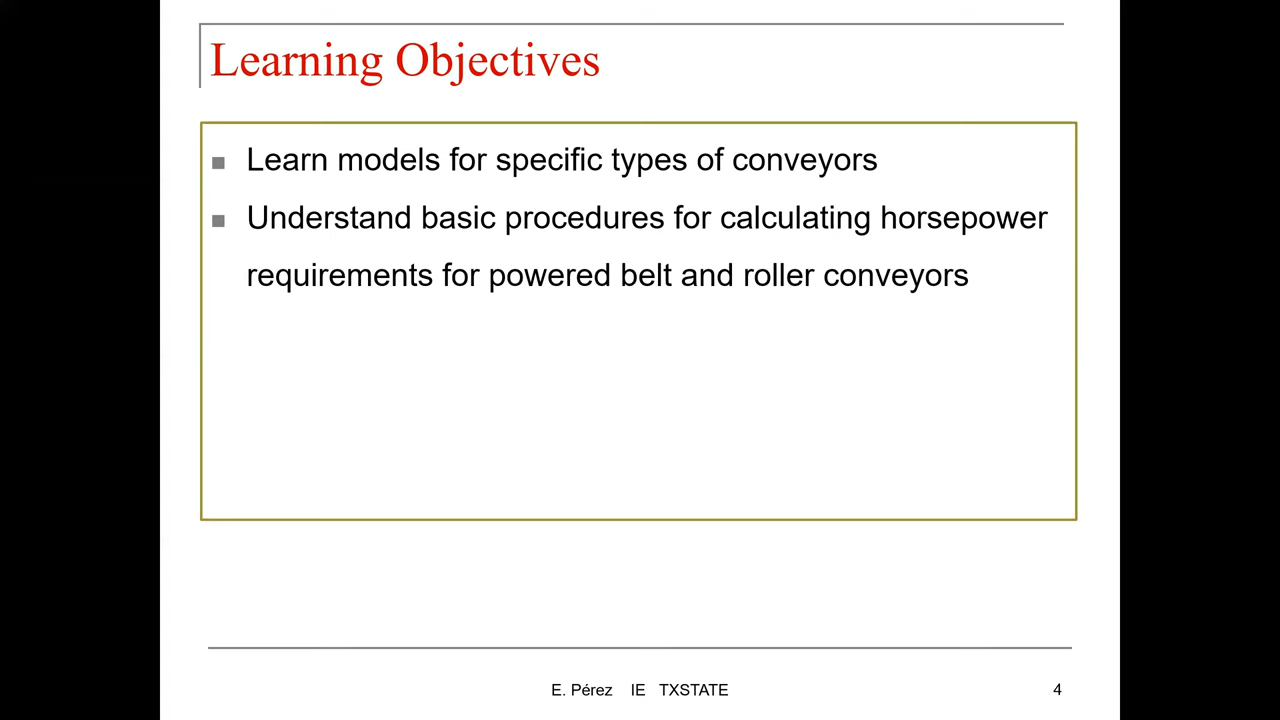 Learning Objectives
Learn models for specific types of conveyors
Understand basic procedures for calculating horsepower
requirements for powered belt and roller conveyors
E. Pérez IE TXSTATE 4